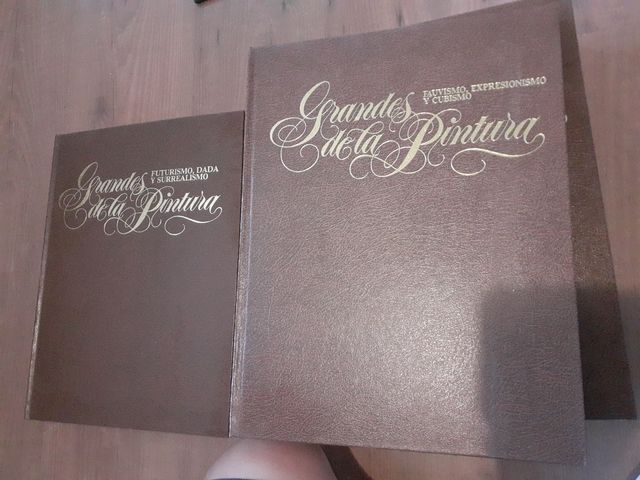 FUTURISMO, DADA
Y SURREALISMO
Grandes
de la Pintura
FAUVISMO, EXPRESIONISMO
Y CUBISMO
Grandes
de la Pintura